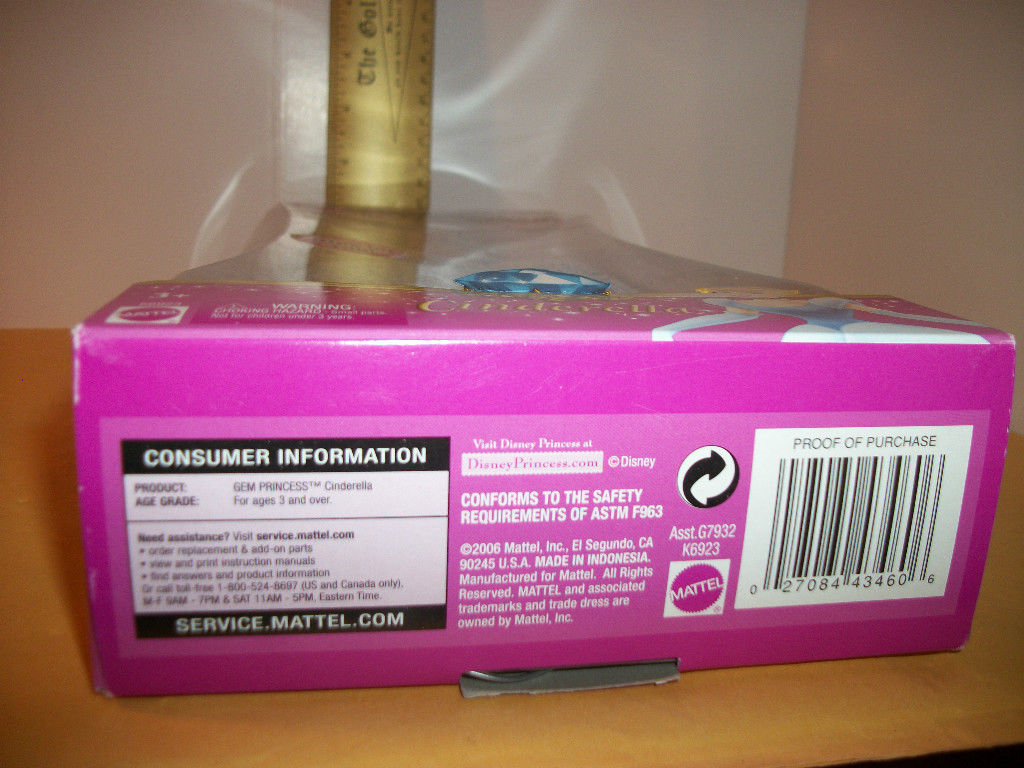 The Gol
3+
MATTEL
WARNING:
CHOKING HAZARD - Small parts.
Not for children under 3 years.
Cinderella
CONSUMER INFORMATION
PRODUCT: GEM PRINCESS™ Cinderella
AGE GRADE: For ages 3 and over.
Need assistance? Visit service.mattel.com
• order replacement & add-on parts
• view and print instruction manuals
• find answers and product information
Or call toll-free 1-800-524-8697 (US and Canada only),
M-F 9AM - 7PM & SAT 11AM - 5PM, Eastern Time.
SERVICE.MATTEL.COM
Visit Disney Princess at
DisneyPrincess.com © Disney
CONFORMS TO THE SAFETY
REQUIREMENTS OF ASTM F963
©2006 Mattel, Inc., El Segundo, CA
90245 U.S.A. MADE IN INDONESIA.
Manufactured for Mattel. All Rights
Reserved. MATTEL and associated
trademarks and trade dress are
owned by Mattel, Inc.
Asst.G7932
K6923
MATTEL®
PROOF OF PURCHASE
0 27084 43460 6